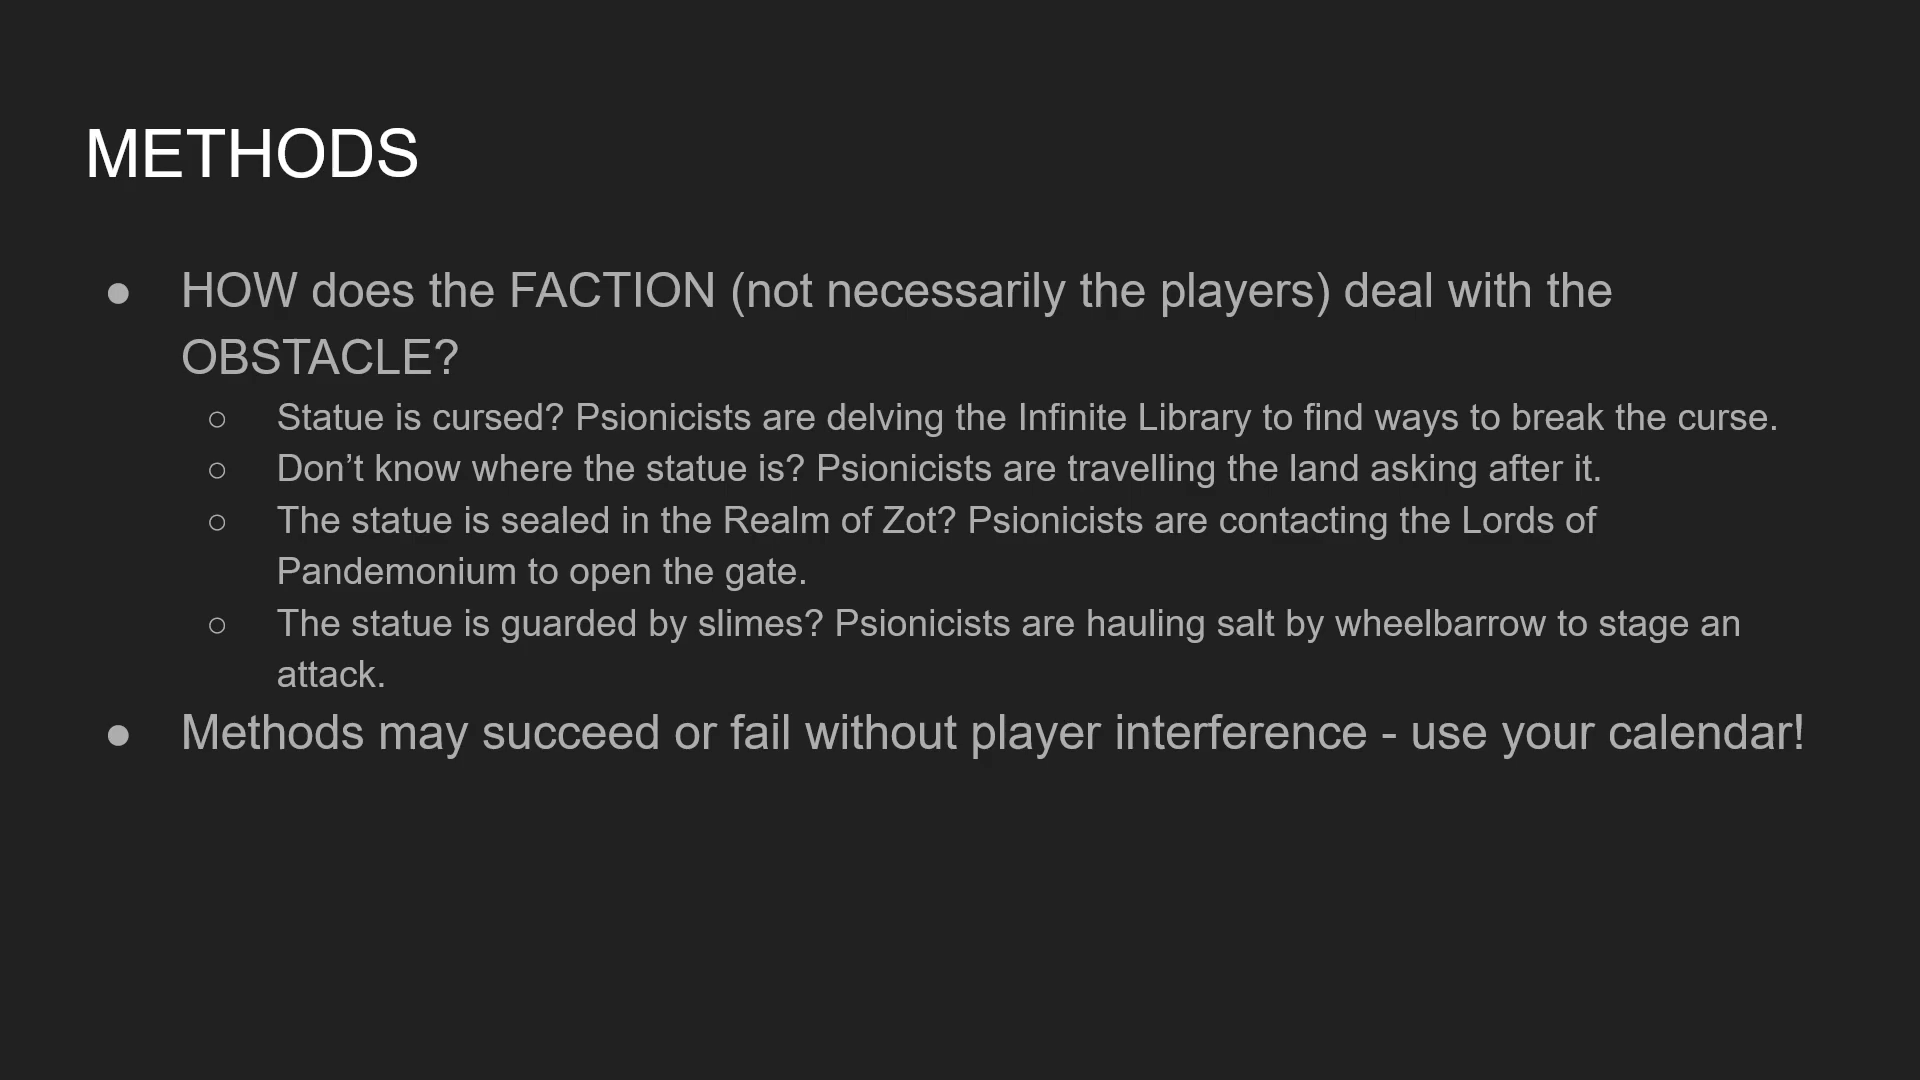 METHODS
● HOW does the FACTION (not necessarily the players) deal with the
OBSTACLE?
○ Statue is cursed? Psionicists are delving the Infinite Library to find ways to break the curse.
○ Don’t know where the statue is? Psionicists are travelling the land asking after it.
○ The statue is sealed in the Realm of Zot? Psionicists are contacting the Lords of
Pandemonium to open the gate.
○ The statue is guarded by slimes? Psionicists are hauling salt by wheelbarrow to stage an
attack.
● Methods may succeed or fail without player interference - use your calendar!